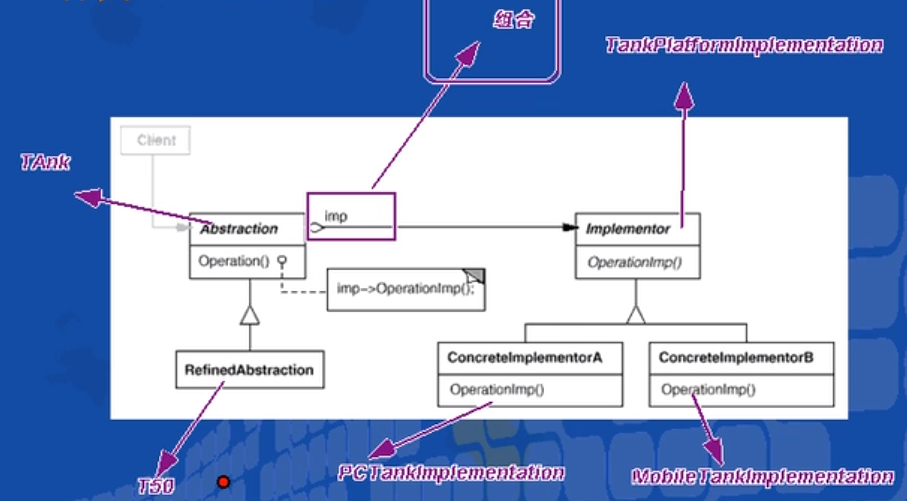 组合
TankPlatformImplementation
Client
TAnk
imp
Abstraction
Implementor
Operation()
OperationImp()
imp->OperationImp();
RefinedAbstraction
ConcreteImplementorA
ConcreteImplementorB
OperationImp()
OperationImp()
T50
PCTankImplementation
MobileTankImplementation